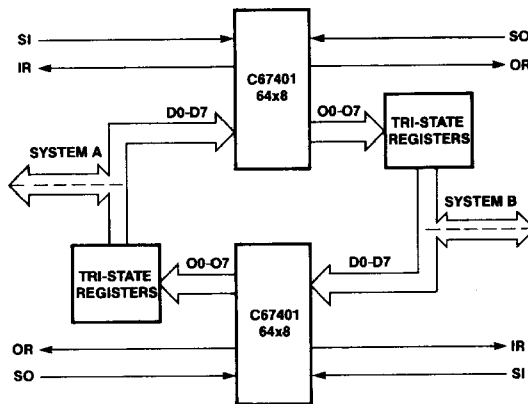 SI
SO
IR
OR
C67401
64x8
D0-D7
O0-O7
TRI-STATE
REGISTERS
SYSTEM A
SYSTEM B
TRI-STATE
REGISTERS
O0-O7
D0-D7
C67401
64x8
OR
IR
SO
SI